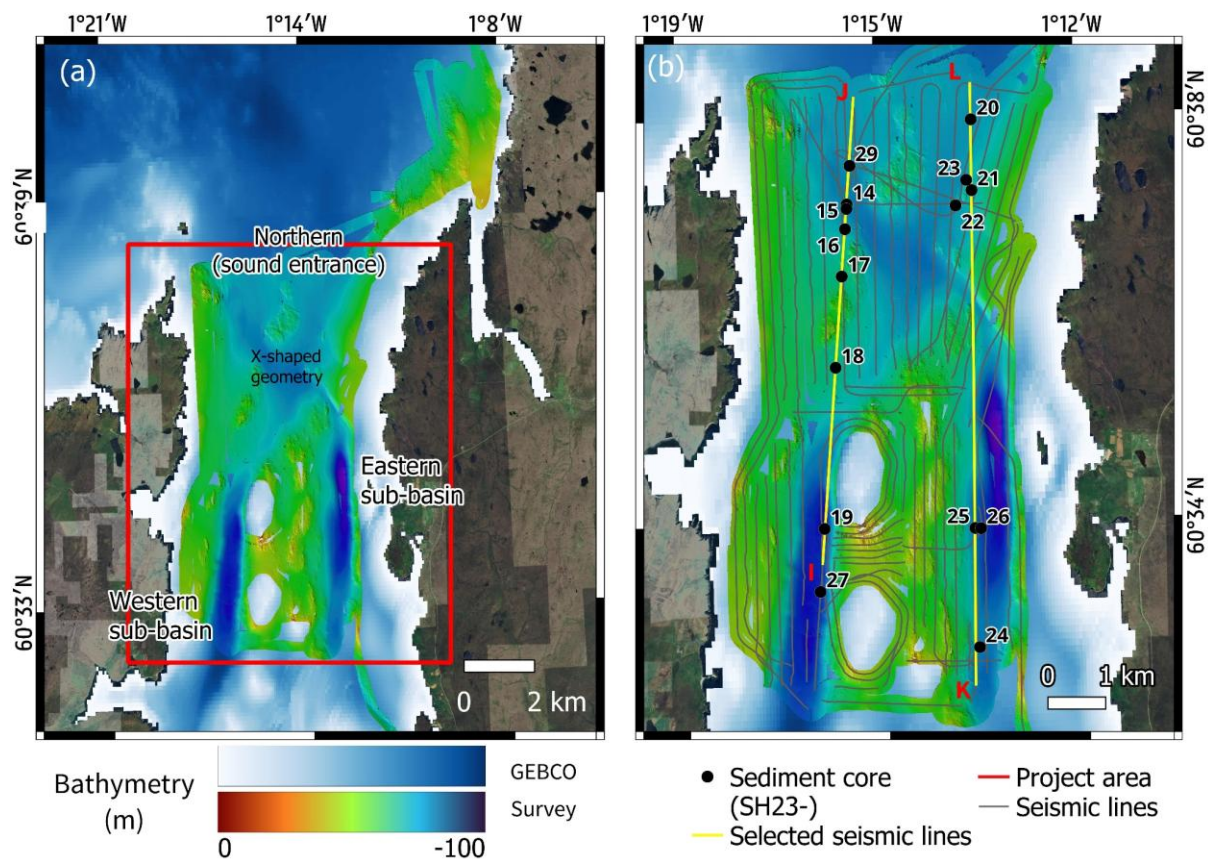 1°21′W 1°14′W 1°8′W
1°19′W 1°15′W 1°12′W
(a)
60°39′N
60°33′N
Northern
(sound entrance)
X-shaped
geometry
Eastern
sub-basin
Western
sub-basin
0 2 km
(b)
J
L
20
29
23
21
14
15
22
16
17
18
19
25
26
I
27
24
K
60°38′N
60°34′N
0 1 km
Bathymetry
(m)
GEBCO
Survey
0 -100
Sediment core
(SH23-)
Selected seismic lines
Project area
Seismic lines